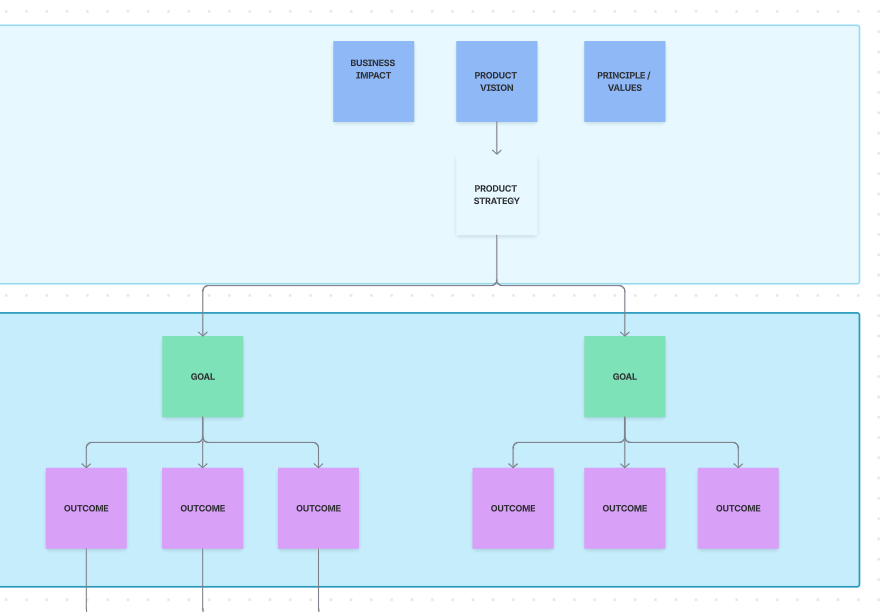 BUSINESS
IMPACT
PRODUCT
VISION
PRINCIPLE /
VALUES
PRODUCT
STRATEGY
GOAL
GOAL
OUTCOME
OUTCOME
OUTCOME
OUTCOME
OUTCOME
OUTCOME